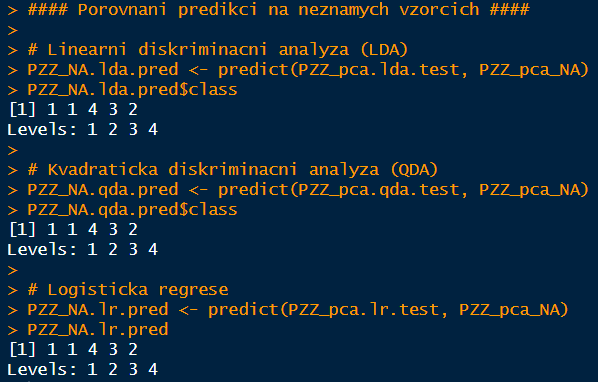 > #### Porovnani predikci na neznamych vzorcich ####
>
> # Linearni diskriminacni analyza (LDA)
> PZZ_NA.lda.pred <- predict(PZZ_pca.lda.test, PZZ_pca_NA)
> PZZ_NA.lda.pred$class
[1] 1 1 4 3 2
Levels: 1 2 3 4
>
> # Kvadraticka diskriminacni analyza (QDA)
> PZZ_NA.qda.pred <- predict(PZZ_pca.qda.test, PZZ_pca_NA)
> PZZ_NA.qda.pred$class
[1] 1 1 4 3 2
Levels: 1 2 3 4
>
> # Logisticka regrese
> PZZ_NA.lr.pred <- predict(PZZ_pca.lr.test, PZZ_pca_NA)
> PZZ_NA.lr.pred
[1] 1 1 4 3 2
Levels: 1 2 3 4